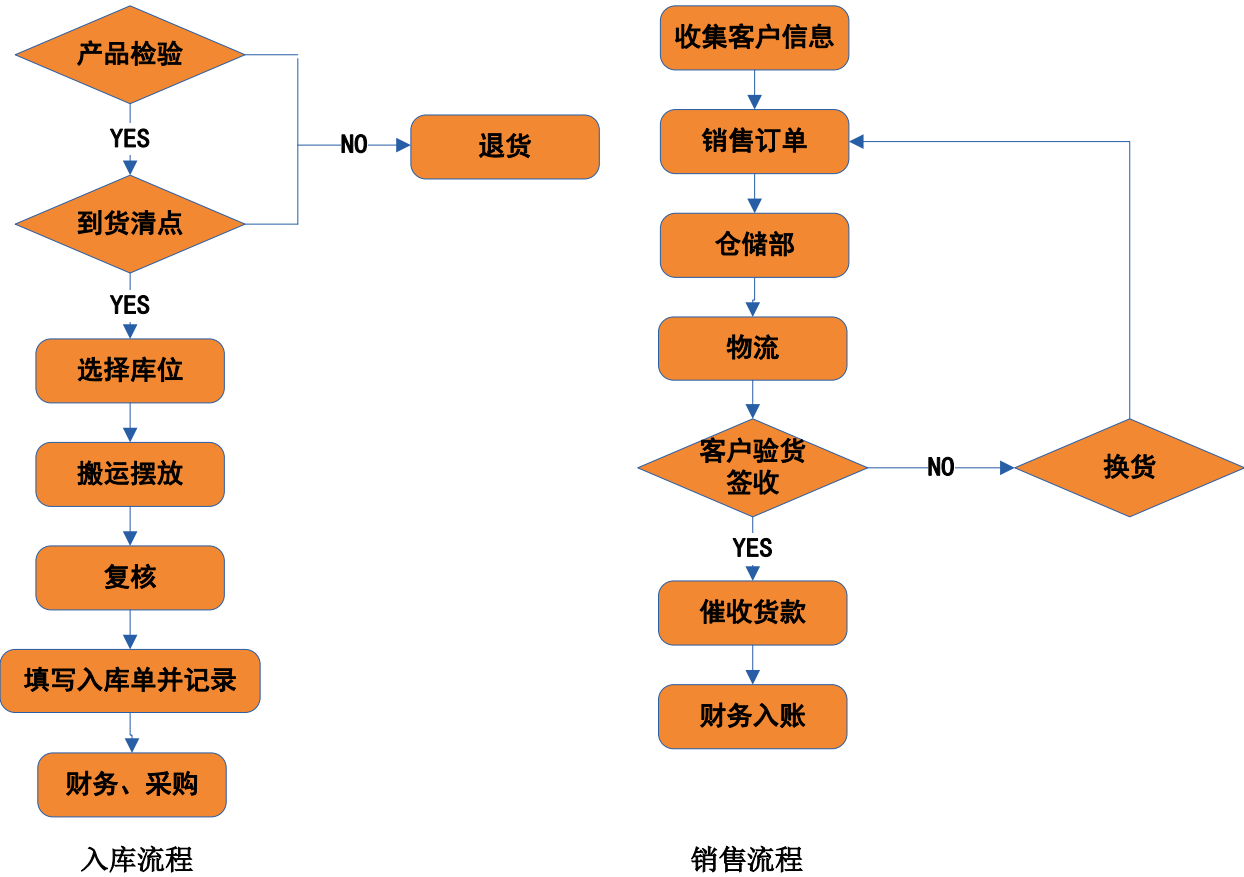 产品检验
YES
NO
退货
到货清点
YES
选择库位
搬运摆放
复核
填写入库单并记录
财务、采购
入库流程
收集客户信息
销售订单
仓储部
物流
客户验货
签收
NO
换货
YES
催收货款
财务入账
销售流程